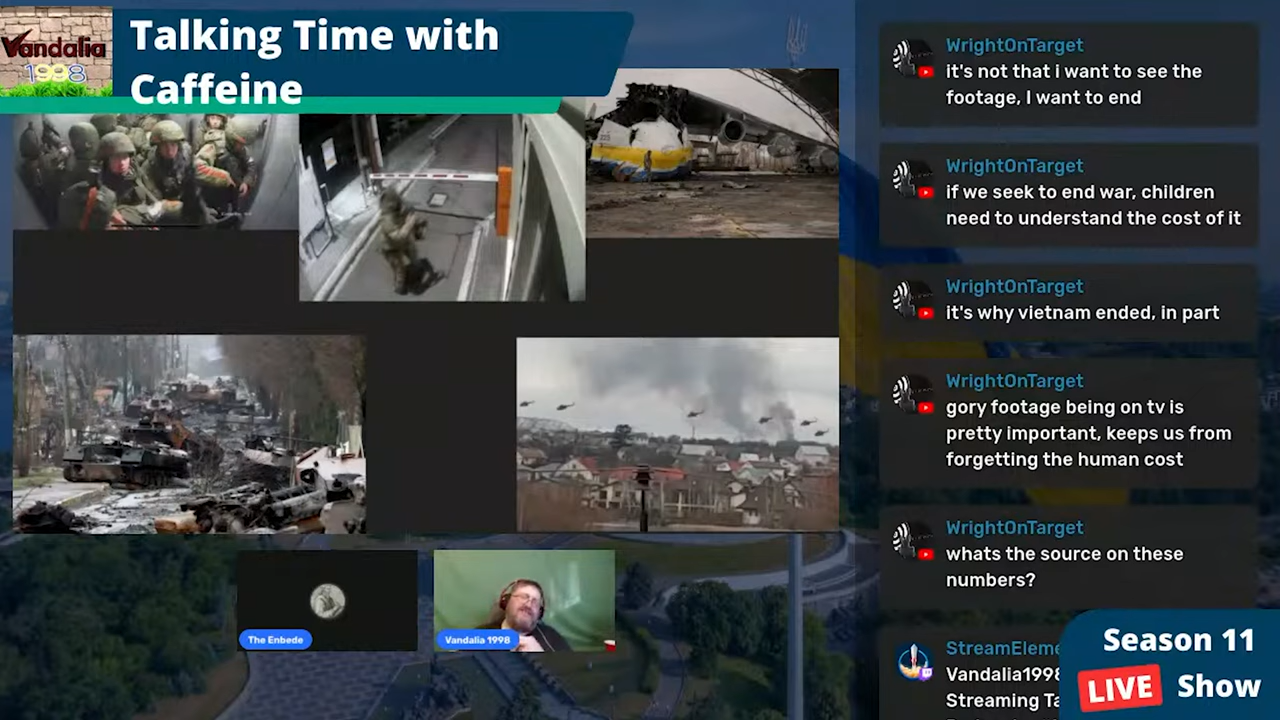 Vandalia
1998
Talking Time with
Caffeine
WrightOnTarget
it's not that i want to see the
footage, I want to end
WrightOnTarget
if we seek to end war, children
need to understand the cost of it
WrightOnTarget
it's why vietnam ended, in part
WrightOnTarget
gory footage being on tv is
pretty important, keeps us from
forgetting the human cost
WrightOnTarget
whats the source on these
numbers?
StreamEleme
Vandalia1998
Streaming Ta
The Enbede
Vandalia 1998
Season 11
LIVE Show